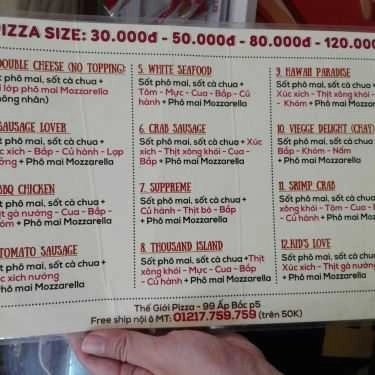 PIZZA SIZE: 30.000đ - 50.000đ - 80.000đ - 120.000
DOUBLE CHEESE (NO TOPPING)
phô mai, sốt cà chua +
lớp phô mai Mozzarella
nhân)
SAUSAGE LOVER
phô mai, sốt cà chua +
xích - Bắp - Củ hành - Lạp
+ Phô mai Mozzarella
BBQ CHICKEN
phô mai, sốt cà chua +
gà nướng - Cua - Bắp -
+ Phô mai Mozzarella
TOMATO SAUSAGE
phô mai, sốt cà chua +
xích nướng
mai Mozzarella
5. WHITE SEAFOOD
Sốt phô mai, sốt cà chua +
Tôm - Mực - Cua - Bắp - Củ
hành + Phô mai Mozzarella
6. CRAB SAUSAGE
Sốt phô mai, sốt cà chua + Xúc
xích - Thịt xông khói - Cua -
Bắp + Phô mai Mozzarella
7. SUPPREME
Sốt phô mai, sốt cà chua +
Củ hành - Thịt bò - Bắp
+ Phô mai Mozzarella
8. THOUSAND ISLAND
Sốt phô mai, sốt cà chua +Thịt
xông khói - Mực - Cua - Bắp
- Củ hành + Phô mai Mozzarella
9. HAWAII PARADISE
Sốt phô mai, sốt cà chua +
Xúc xích - Thịt xông khói - Bắp
- Khóm + Phô mai Mozzarella
10. VIEGGE DELIGHT (CHAY)
Sốt phô mai, sốt cà chua +
Bắp - Khóm - Nấm
+ Phô mai Mozzarella
11. SRIMP CRAB
Sốt phô mai, sốt cà chua +
xông khói - Tôm - Cua - Bắp
- Củ hành + Phô mai Mozzarella
12.KID'S LOVE
Sốt phô mai, sốt cà chua +
Xúc xích - Thịt gà nướng
+ Phô mai Mozzarella
Thế Giới Pizza - 99 Ấp Bắc p5
Free ship nội ô MT: 01217.759.759 (trên 50K)